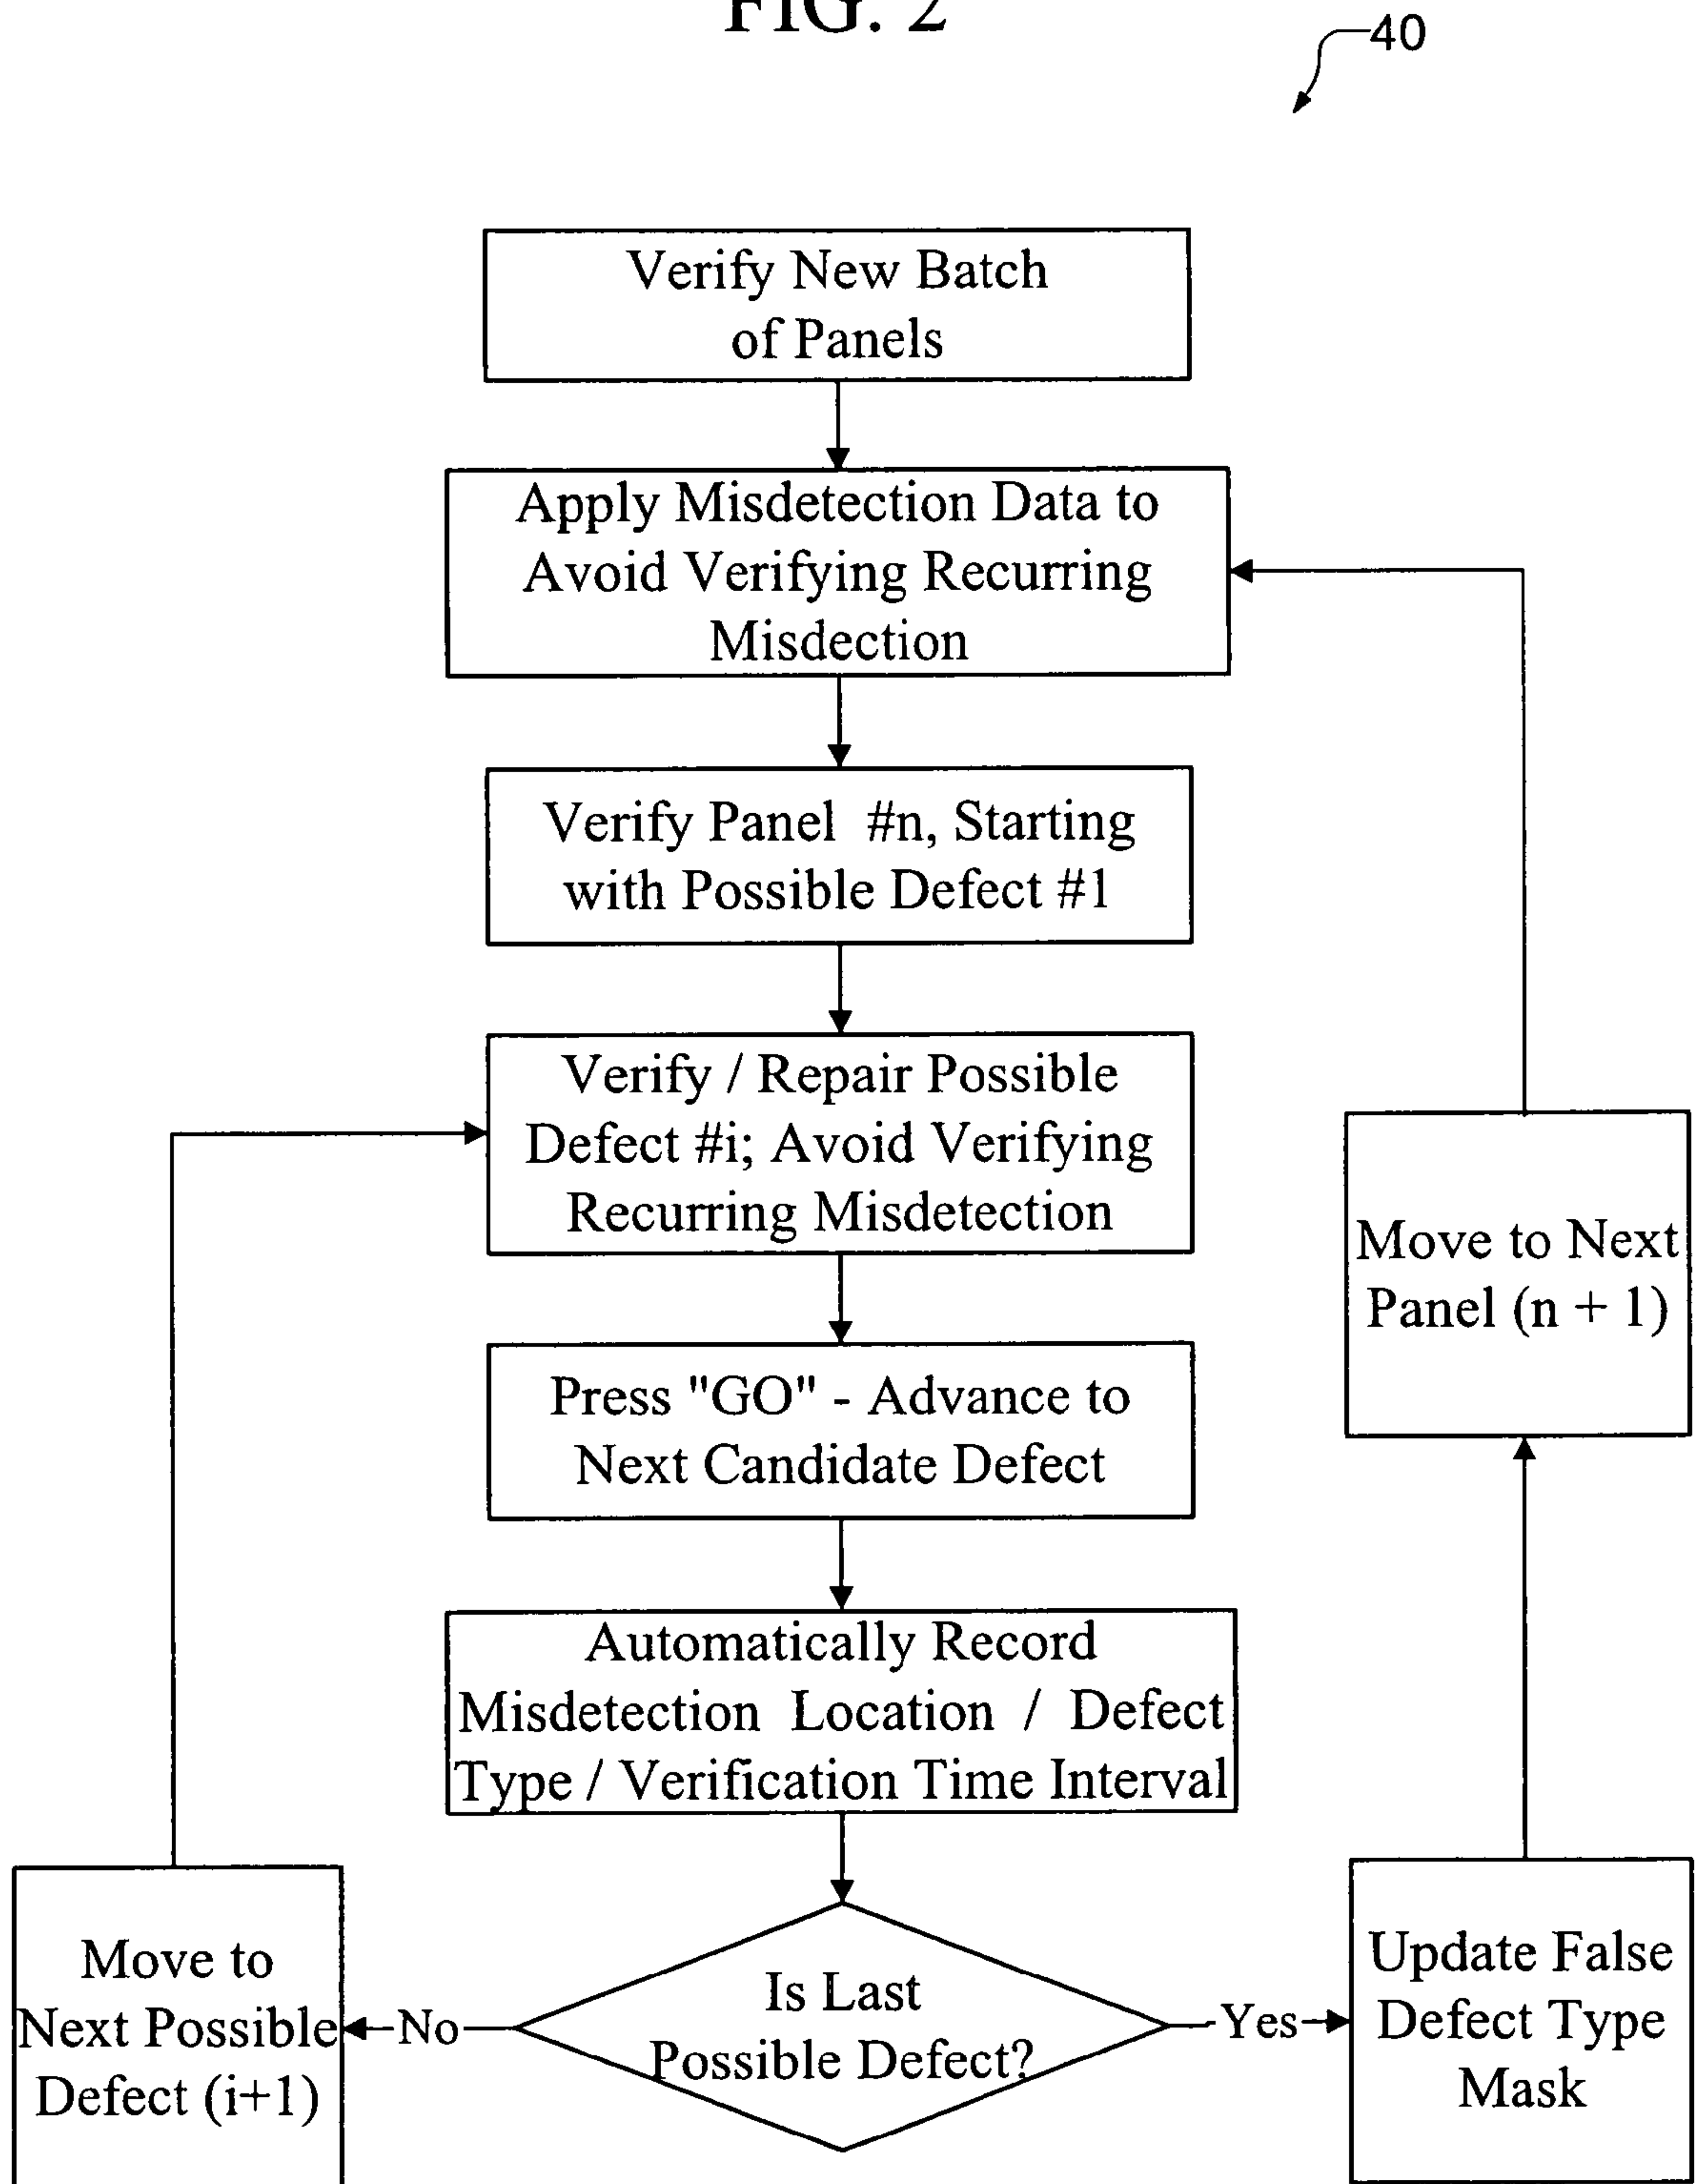 FIG. 2
40
Verify New Batch
of Panels
Apply Misdetection Data to
Avoid Verifying Recurring
Misdection
Verify Panel #n, Starting
with Possible Defect #1
Verify / Repair Possible
Defect #i; Avoid Verifying
Recurring Misdetection
Move to Next
Panel (n + 1)
Press "GO" - Advance to
Next Candidate Defect
Automatically Record
Misdetection Location / Defect
Type / Verification Time Interval
Move to
Next Possible
Defect (i+1)
No
Is Last
Possible Defect?
Yes
Update False
Defect Type
Mask